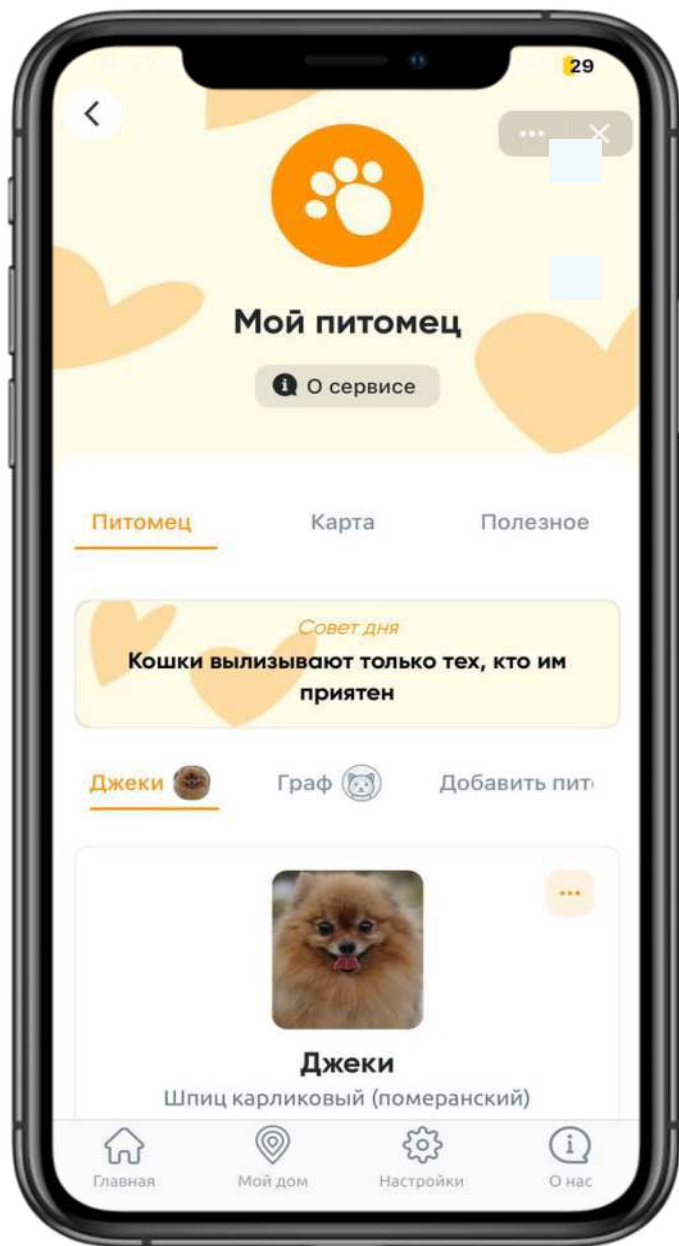 29
Мой питомец
О сервисе
Питомец Карта Полезное
Совет дня
Кошки вылизывают только тех, кто им
приятен
Джеки Граф Добавить пит
Джеки
Шпиц карликовый (померанский)
Главная Мой дом Настройки О нас